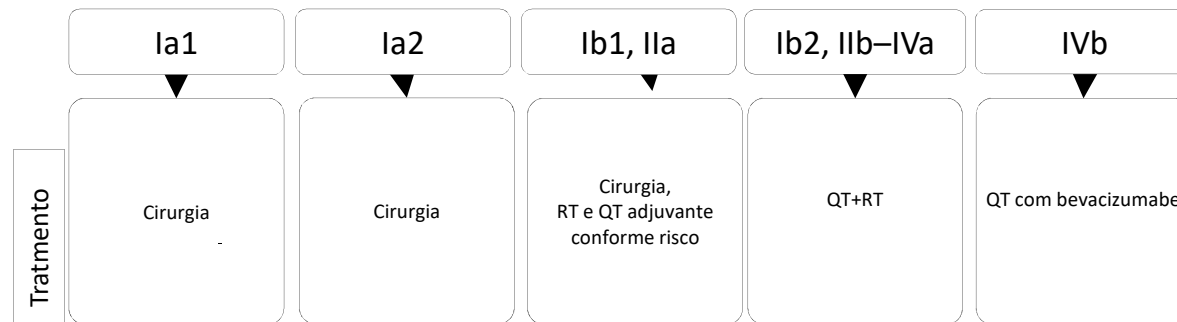 Ia1
Ia2
Ib1, IIa
Ib2, IIb–IVa
IVb
Tratmento
Cirurgia
-
Cirurgia
Cirurgia,
RT e QT adjuvante
conforme risco
QT+RT
QT com bevacizumabe